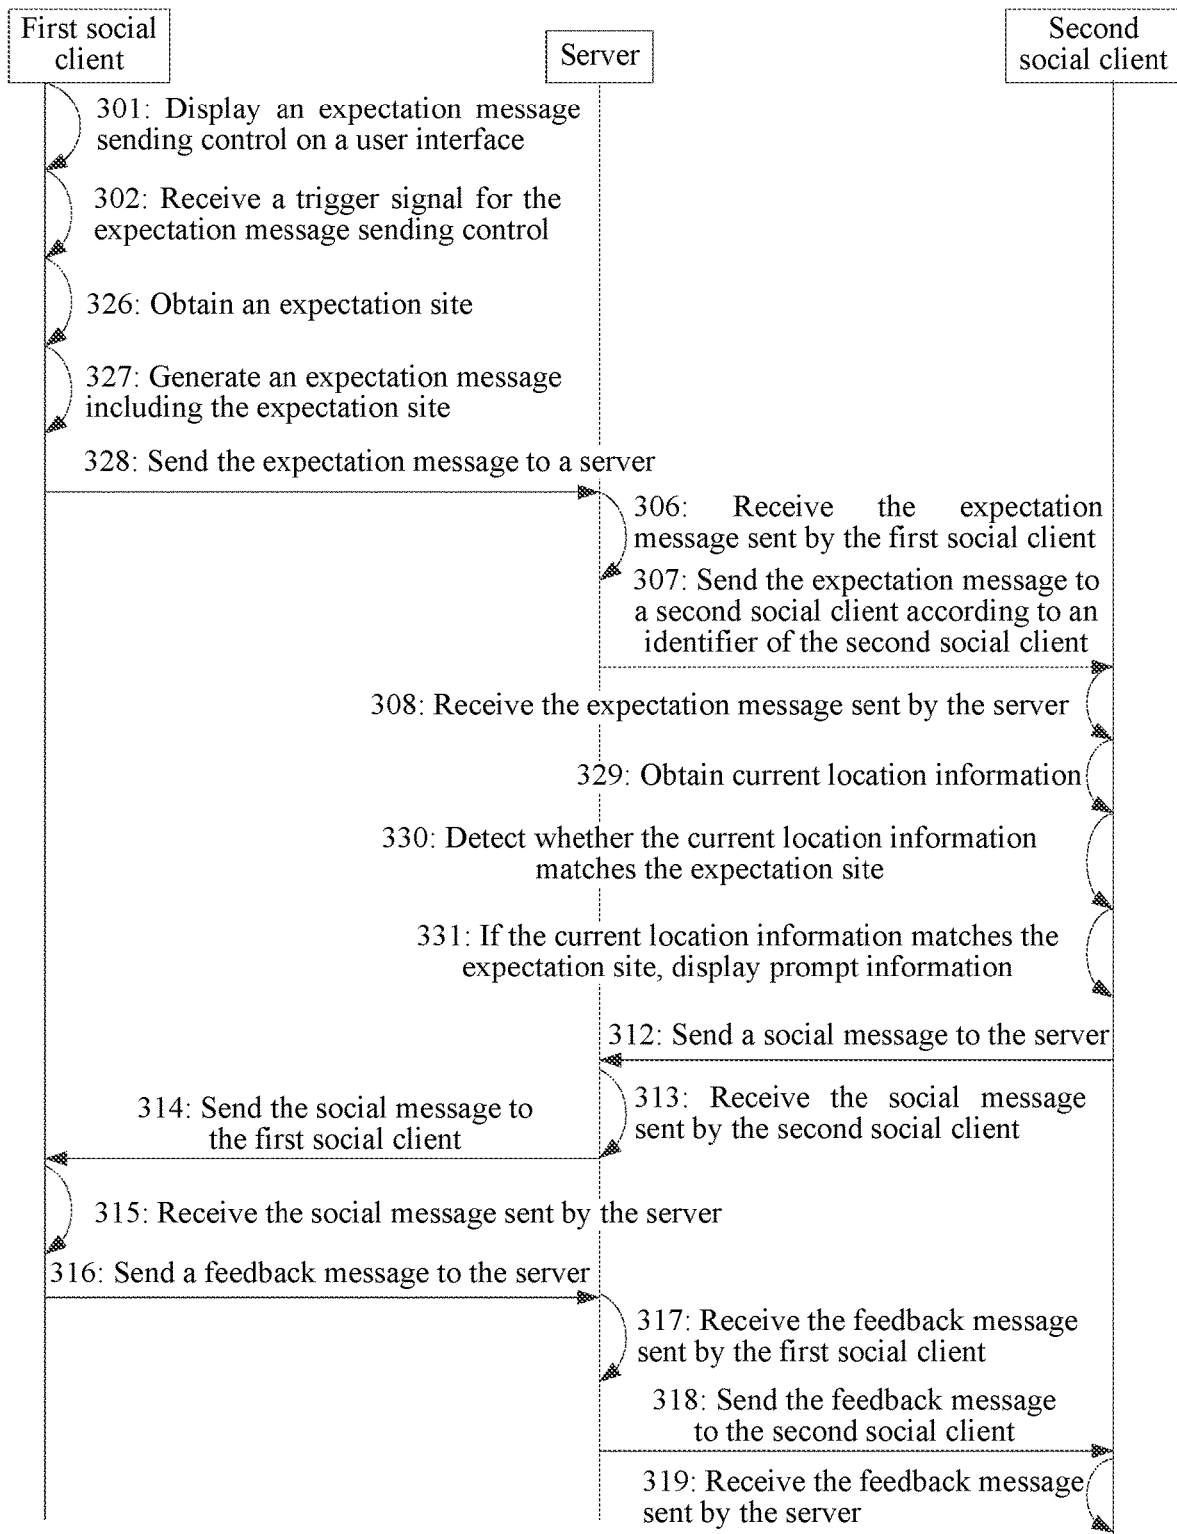 First social
client
Server
Second
social client
301: Display an expectation message
sending control on a user interface
302: Receive a trigger signal for the
expectation message sending control
326: Obtain an expectation site
327: Generate an expectation message
including the expectation site
328: Send the expectation message to a server
306: Receive the expectation
message sent by the first social client
307: Send the expectation message to
a second social client according to an
identifier of the second social client
308: Receive the expectation message sent by the server
329: Obtain current location information
330: Detect whether the current location information
matches the expectation site
331: If the current location information matches the
expectation site, display prompt information
312: Send a social message to the server
313: Receive the social message
sent by the second social client
314: Send the social message to
the first social client
315: Receive the social message sent by the server
316: Send a feedback message to the server
317: Receive the feedback message
sent by the first social client
318: Send the feedback message
to the second social client
319: Receive the feedback message
sent by the server